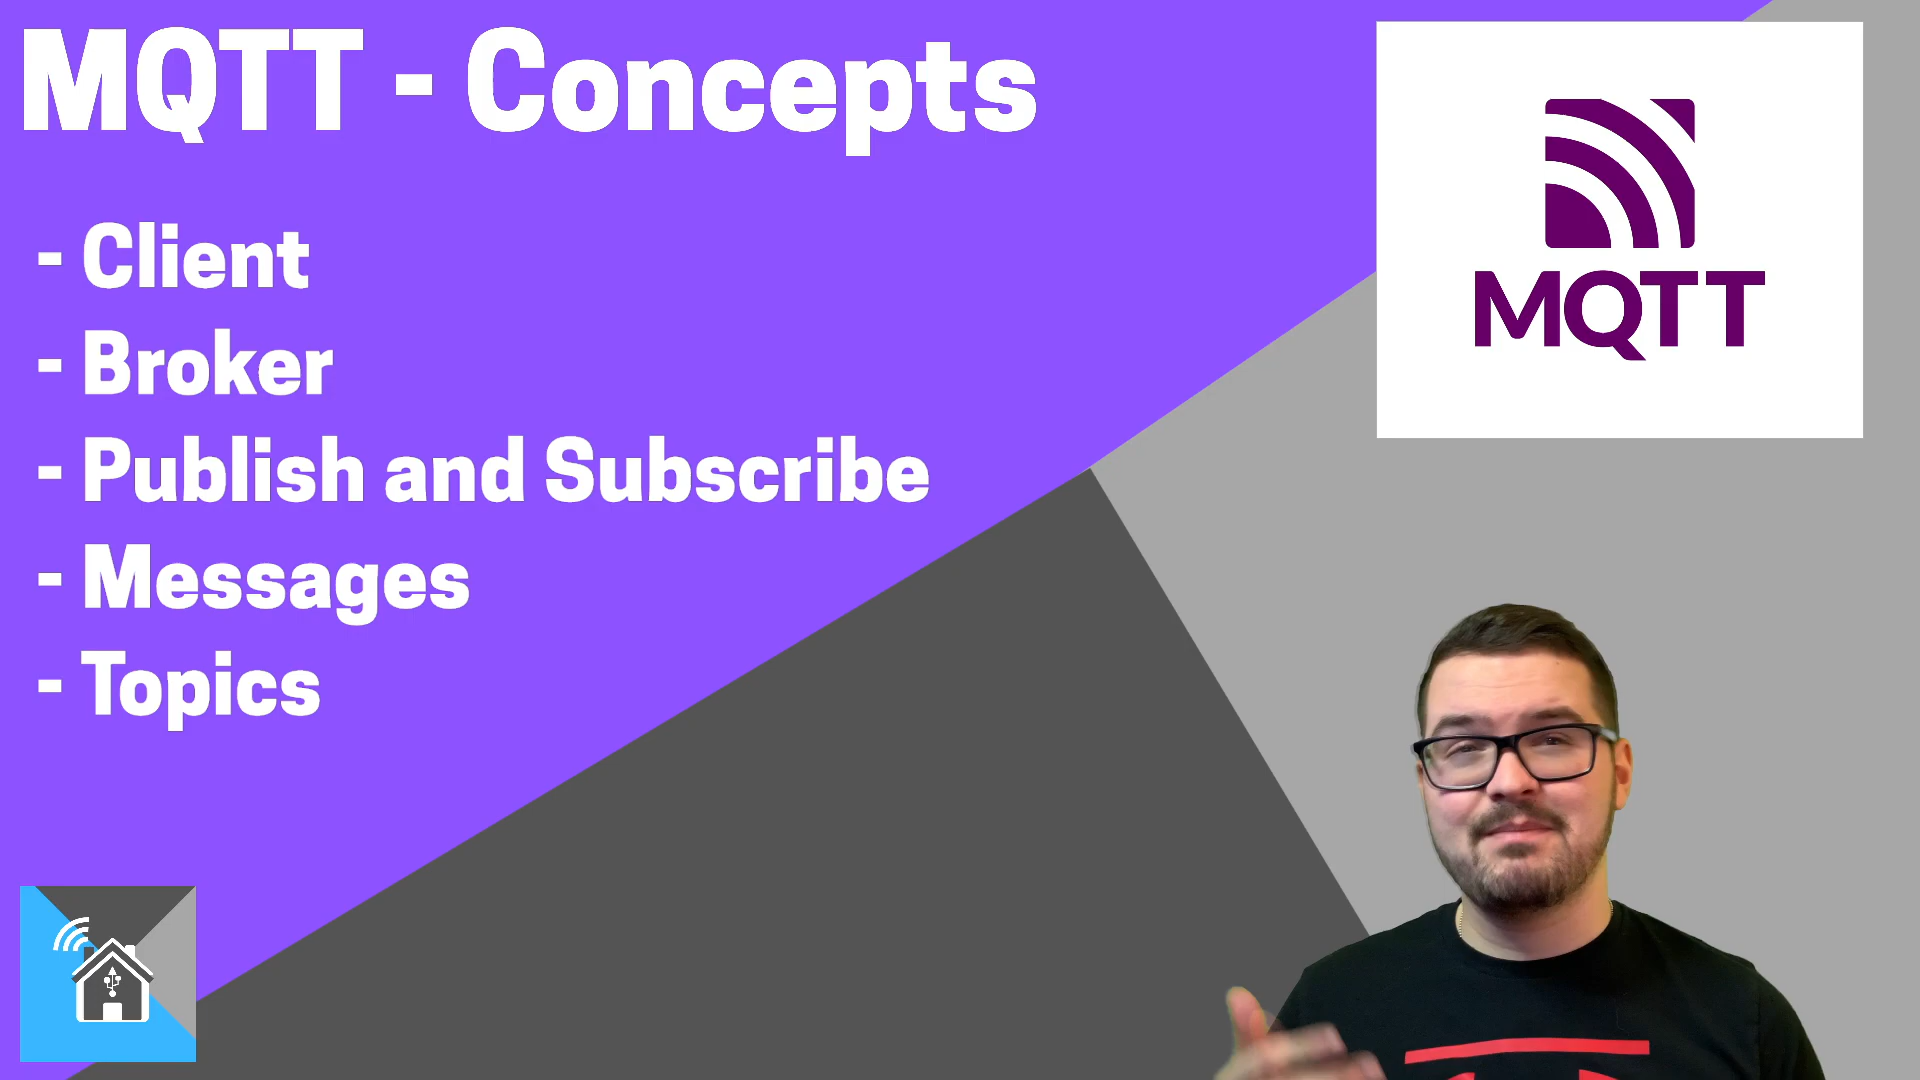 MQTT - Concepts
- Client
- Broker
- Publish and Subscribe
- Messages
- Topics
MQTT